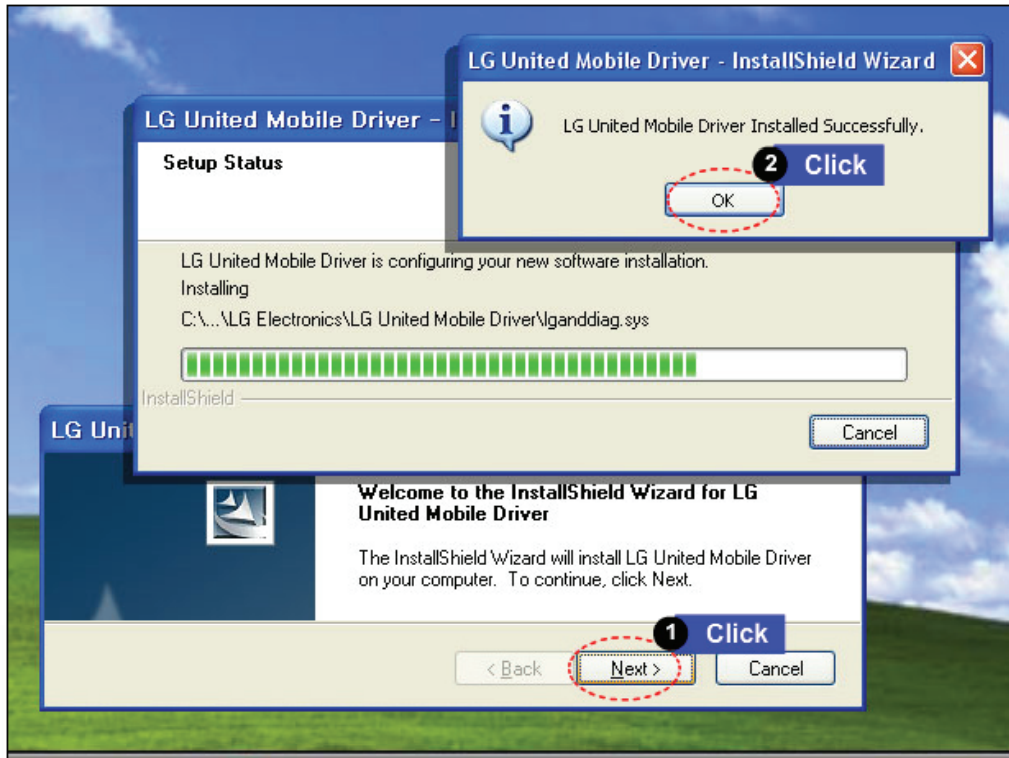 LG United Mobile Driver - InstallShield Wizard
LG United Mobile Driver Installed Successfully.
2 Click
OK
LG United Mobile Driver - I
Setup Status
LG United Mobile Driver is configuring your new software installation.
Installing
C:\...\LG Electronics\LG United Mobile Driver\lganddiag.sys
InstallShield
Cancel
LG Unit
Welcome to the InstallShield Wizard for LG
United Mobile Driver
The InstallShield Wizard will install LG United Mobile Driver
on your computer. To continue, click Next.
1 Click
< Back Next > Cancel